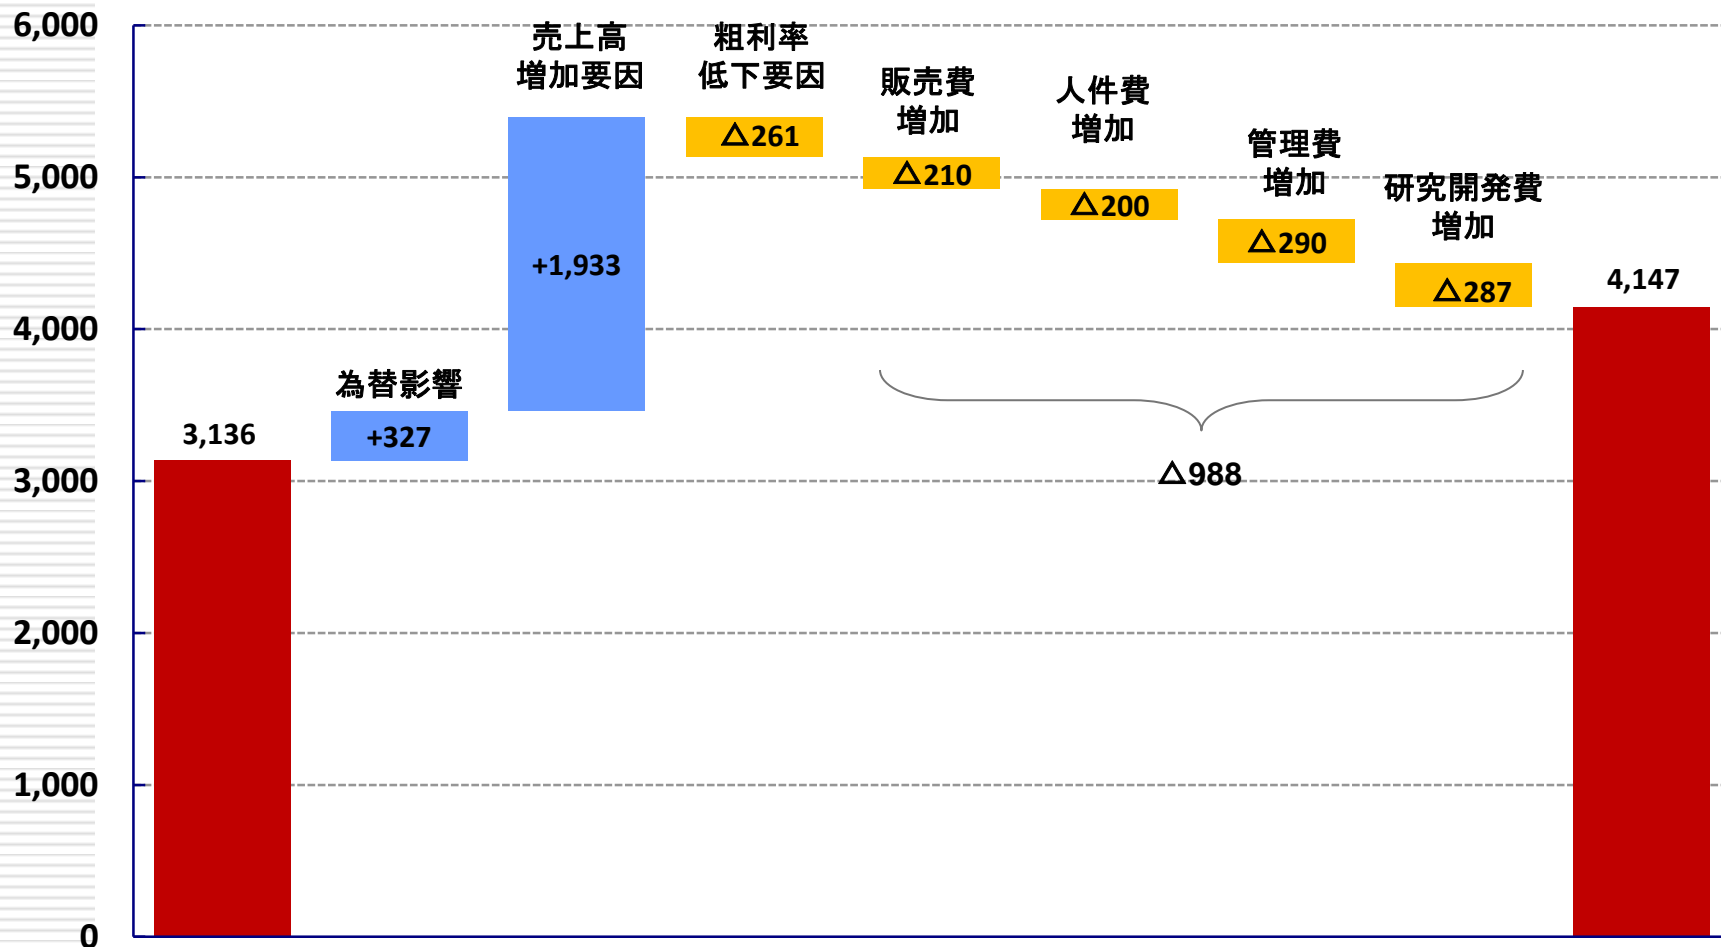 6,000
5,000
4,000
3,000
2,000
1,000
0
3,136
為替影響
+327
売上高
増加要因
+1,933
粗利率
低下要因
△261
販売費
増加
△210
人件費
増加
△200
管理費
増加
△290
研究開発費
増加
△287
△988
4,147